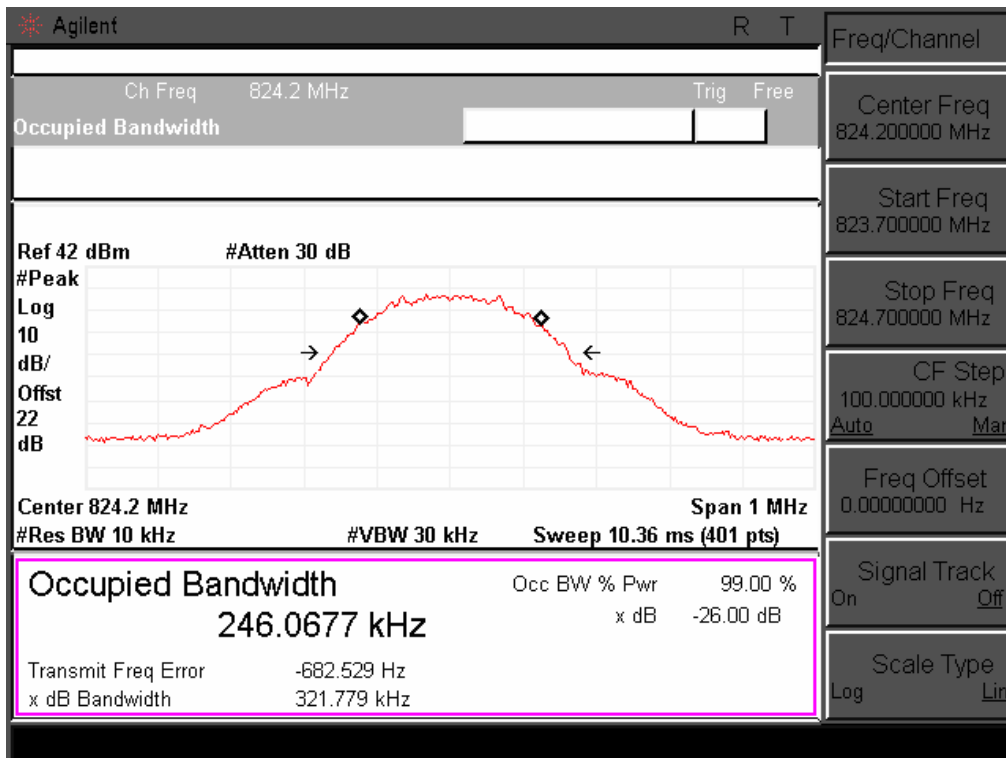 Agilent R T
Ch Freq 824.2 MHz Trig Free
Occupied Bandwidth
Ref 42 dBm #Atten 30 dB
#Peak
Log
10
dB/
Offst
22
dB
Center 824.2 MHz Span 1 MHz
#Res BW 10 kHz #VBW 30 kHz Sweep 10.36 ms (401 pts)
Occupied Bandwidth
246.0677 kHz
Occ BW % Pwr 99.00 %
x dB -26.00 dB
Transmit Freq Error -682.529 Hz
x dB Bandwidth 321.779 kHz
Freq/Channel
Center Freq
824.200000 MHz
Start Freq
823.700000 MHz
Stop Freq
824.700000 MHz
CF Step
100.000000 kHz
Auto Mar
Freq Offset
0.00000000 Hz
Signal Track
On Off
Scale Type
Log Lin